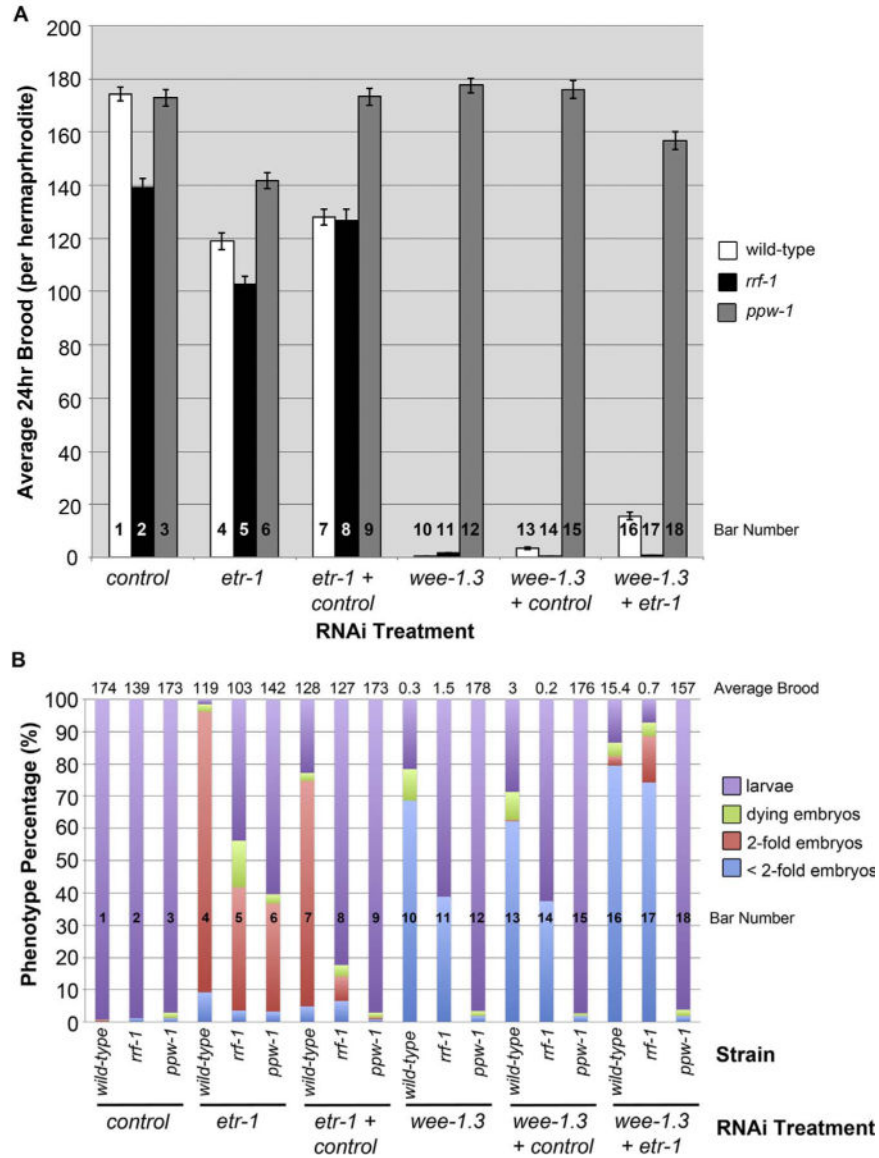 A
200
180
160
140
120
100
80
60
40
20
0
Average 24hr Brood (per hermaprhrodite)
1 2 3 4 5 6 7 8 9 10 11 12 13 14 15 16 17 18
Bar Number
wild-type
rrf-1
ppw-1
control
etr-1
etr-1 +
control
wee-1.3
wee-1.3
+ control
wee-1.3
+ etr-1
RNAi Treatment
B
174 139 173 119 103 142 128 127 173 0.3 1.5 178 3 0.2 176 15.4 0.7 157
Average Brood
100
90
80
70
60
50
40
30
20
10
0
Phenotype Percentage (%)
larvae
dying embryos
2-fold embryos
< 2-fold embryos
1 2 3 4 5 6 7 8 9 10 11 12 13 14 15 16 17 18
Bar Number
wild-type rrf-1 ppw-1 wild-type rrf-1 ppw-1 wild-type rrf-1 ppw-1 wild-type rrf-1 ppw-1 wild-type rrf-1 ppw-1 wild-type rrf-1 ppw-1
Strain
control
etr-1
etr-1 +
control
wee-1.3
wee-1.3
+ control
wee-1.3
+ etr-1
RNAi Treatment